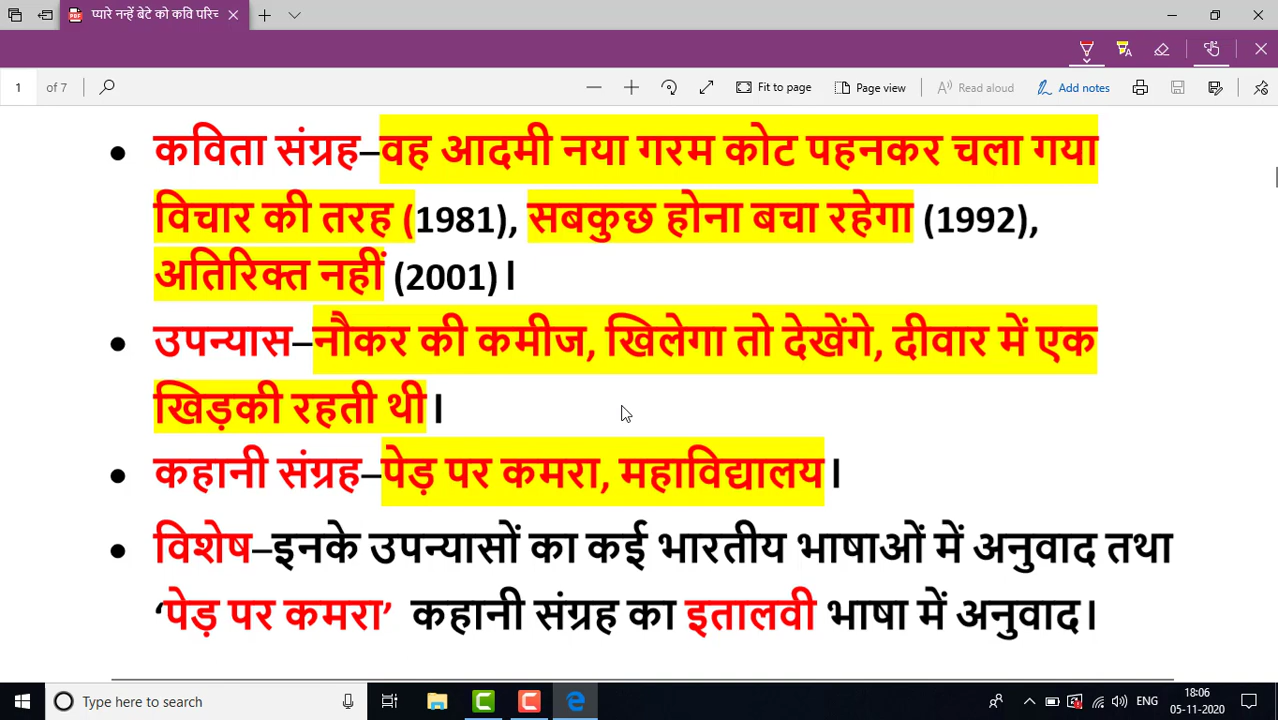 प्यारे नन्हें बेटे को कवि परिच
1 of 7 Fit to page Page view Read aloud Add notes
• कविता संग्रह–वह आदमी नया गरम कोट पहनकर चला गया
विचार की तरह (1981), सबकुछ होना बचा रहेगा (1992),
अतिरिक्त नहीं (2001)।
• उपन्यास–नौकर की कमीज, खिलेगा तो देखेंगे, दीवार में एक
खिड़की रहती थी।
• कहानी संग्रह–पेड़ पर कमरा, महाविद्यालय।
• विशेष–इनके उपन्यासों का कई भारतीय भाषाओं में अनुवाद तथा
‘पेड़ पर कमरा’ कहानी संग्रह का इतालवी भाषा में अनुवाद।
Type here to search ENG 18:06
05-11-2020